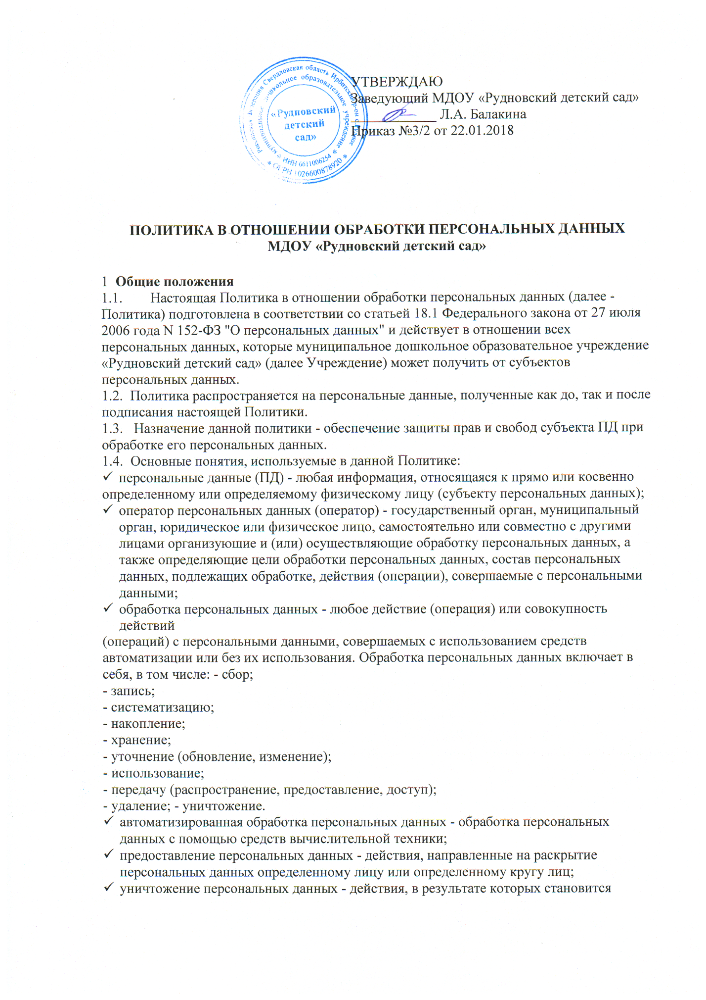 УТВЕРЖДАЮ
Заведующий МДОУ «Рудновский детский сад»
____________ Л.А. Балакина
Приказ №3/2 от 22.01.2018
Российская Федерация Свердловская область Ирбитский р-он с.Рудное
муниципальное дошкольное образовательное учреждение
«Рудновский
детский
сад»
* ИНН 6611006254 *
* ОГРН 1026600878920 *
ПОЛИТИКА В ОТНОШЕНИИ ОБРАБОТКИ ПЕРСОНАЛЬНЫХ ДАННЫХ
МДОУ «Рудновский детский сад»
1 Общие положения
1.1. Настоящая Политика в отношении обработки персональных данных (далее -
Политика) подготовлена в соответствии со статьей 18.1 Федерального закона от 27 июля
2006 года N 152-ФЗ "О персональных данных" и действует в отношении всех
персональных данных, которые муниципальное дошкольное образовательное учреждение
«Рудновский детский сад» (далее Учреждение) может получить от субъектов
персональных данных.
1.2. Политика распространяется на персональные данные, полученные как до, так и после
подписания настоящей Политики.
1.3. Назначение данной политики - обеспечение защиты прав и свобод субъекта ПД при
обработке его персональных данных.
1.4. Основные понятия, используемые в данной Политике:
✓ персональные данные (ПД) - любая информация, относящаяся к прямо или косвенно
определенному или определяемому физическому лицу (субъекту персональных данных);
✓ оператор персональных данных (оператор) - государственный орган, муниципальный
орган, юридическое или физическое лицо, самостоятельно или совместно с другими
лицами организующие и (или) осуществляющие обработку персональных данных, а
также определяющие цели обработки персональных данных, состав персональных
данных, подлежащих обработке, действия (операции), совершаемые с персональными
данными;
✓ обработка персональных данных - любое действие (операция) или совокупность
действий
(операций) с персональными данными, совершаемых с использованием средств
автоматизации или без их использования. Обработка персональных данных включает в
себя, в том числе: - сбор;
- запись;
- систематизацию;
- накопление;
- хранение;
- уточнение (обновление, изменение);
- использование;
- передачу (распространение, предоставление, доступ);
- удаление; - уничтожение.
✓ автоматизированная обработка персональных данных - обработка персональных
данных с помощью средств вычислительной техники;
✓ предоставление персональных данных - действия, направленные на раскрытие
персональных данных определенному лицу или определенному кругу лиц;
✓ уничтожение персональных данных - действия, в результате которых становится